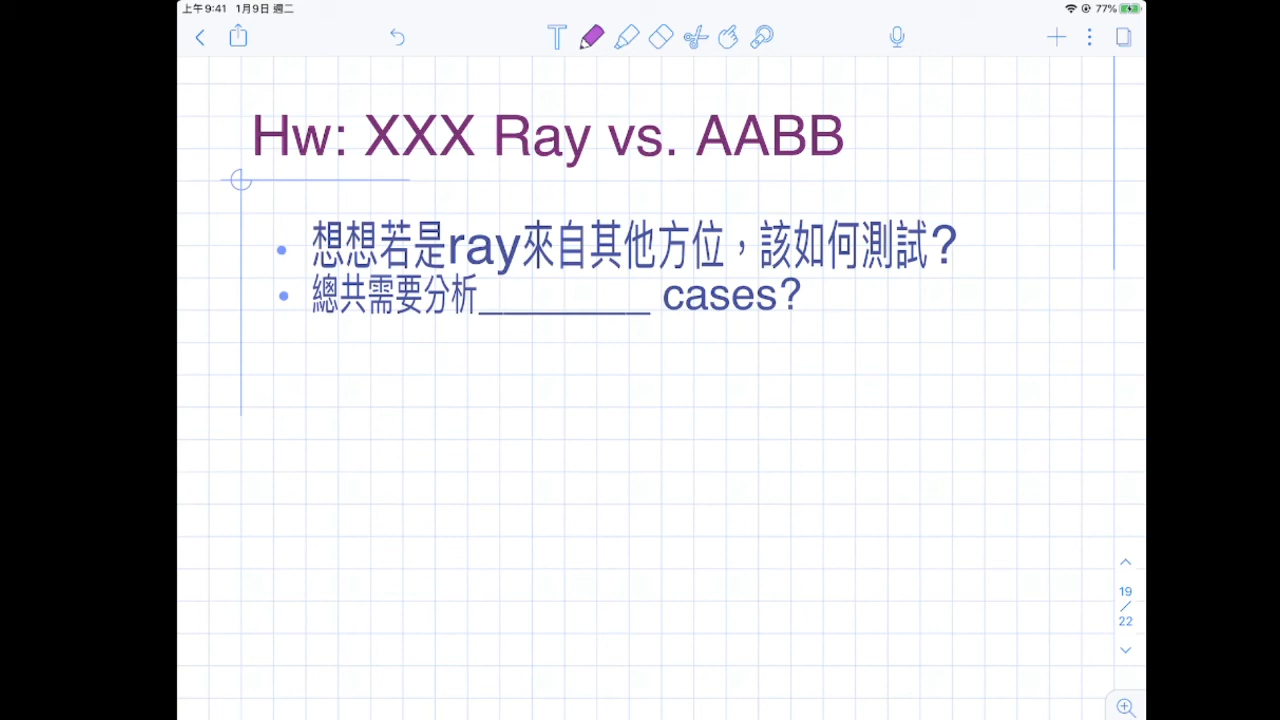 上午9:41 1月9日 週二
77%
T
Hw: XXX Ray vs. AABB
想想若是ray來自其他方位，該如何測試?
總共需要分析________ cases?
19
/
22